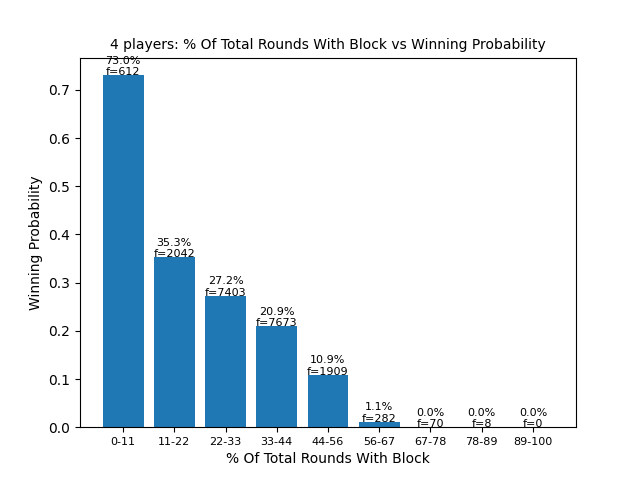 4 players: % Of Total Rounds With Block vs Winning Probability
Winning Probability
0.7
0.6
0.5
0.4
0.3
0.2
0.1
0.0
73.0%
f=612
35.3%
f=2042
27.2%
f=7403
20.9%
f=7673
10.9%
f=1909
1.1%
f=282
0.0%
f=70
0.0%
f=8
0.0%
f=0
0-11 11-22 22-33 33-44 44-56 56-67 67-78 78-89 89-100
% Of Total Rounds With Block